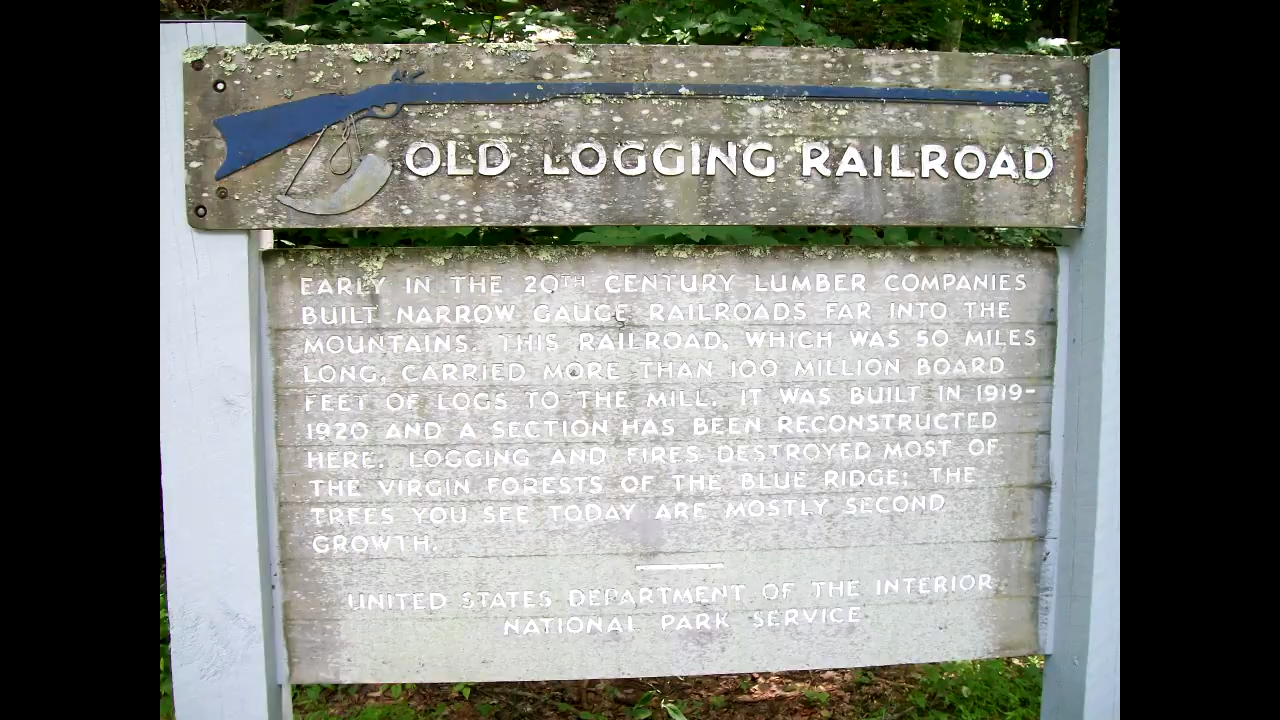 OLD LOGGING RAILROAD
EARLY IN THE 20TH CENTURY LUMBER COMPANIES
BUILT NARROW GAUGE RAILROADS FAR INTO THE
MOUNTAINS. THIS RAILROAD, WHICH WAS 50 MILES
LONG, CARRIED MORE THAN 100 MILLION BOARD
FEET OF LOGS TO THE MILL. IT WAS BUILT IN 1919-
1920 AND A SECTION HAS BEEN RECONSTRUCTED
HERE. LOGGING AND FIRES DESTROYED MOST OF
THE VIRGIN FORESTS OF THE BLUE RIDGE; THE
TREES YOU SEE TODAY ARE MOSTLY SECOND
GROWTH.
UNITED STATES DEPARTMENT OF THE INTERIOR
NATIONAL PARK SERVICE